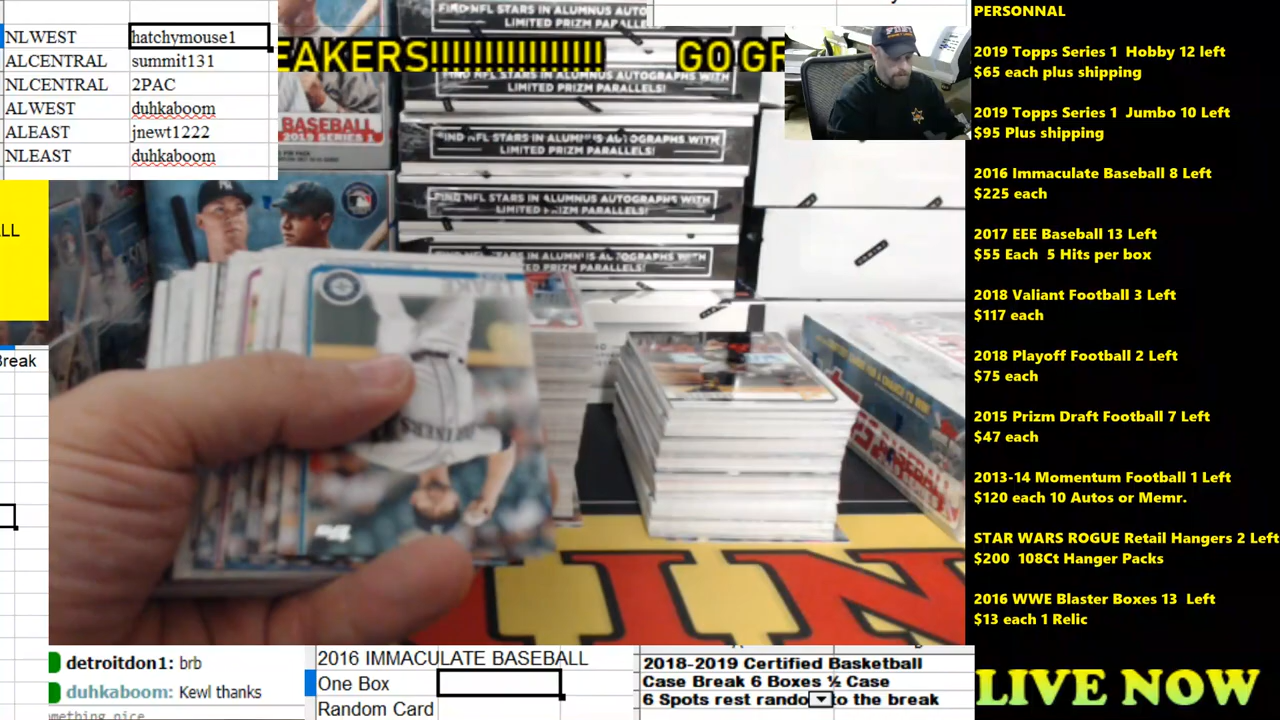 NLWEST hatchymouse1
ALCENTRAL summit131
NLCENTRAL 2PAC
ALWEST duhkaboom
ALEAST jnewt1222
NLEAST duhkaboom
EAKERS!!!!!!!!!!!!!!!!!!!! GO GR
LIMITED PRIZM PARALLELS!
BASEBALL
2019 SERIES 1
FIND NFL STARS IN ALUMNUS AUTOGRAPHS WITH
LIMITED PRIZM PARALLELS!
FIND NFL STARS IN ALUMNUS AUTOGRAPHS WITH
LIMITED PRIZM PARALLELS!
FIND NFL STARS IN ALUMNUS AUTOGRAPHS WITH
LIMITED PRIZM PARALLELS!
LL
Break
IN
PERSONNAL
2019 Topps Series 1 Hobby 12 left
$65 each plus shipping
2019 Topps Series 1 Jumbo 10 Left
$95 Plus shipping
2016 Immaculate Baseball 8 Left
$225 each
2017 EEE Baseball 13 Left
$55 Each 5 Hits per box
2018 Valiant Football 3 Left
$117 each
2018 Playoff Football 2 Left
$75 each
2015 Prizm Draft Football 7 Left
$47 each
2013-14 Momentum Football 1 Left
$120 each 10 Autos or Memr.
STAR WARS ROGUE Retail Hangers 2 Left
$200 108Ct Hanger Packs
2016 WWE Blaster Boxes 13 Left
$13 each 1 Relic
LIVE NOW
detroitdon1: brb
duhkaboom: Kewl thanks
2016 IMMACULATE BASEBALL
One Box
Random Card
2018-2019 Certified Basketball
Case Break 6 Boxes ½ Case
6 Spots rest rando to the break